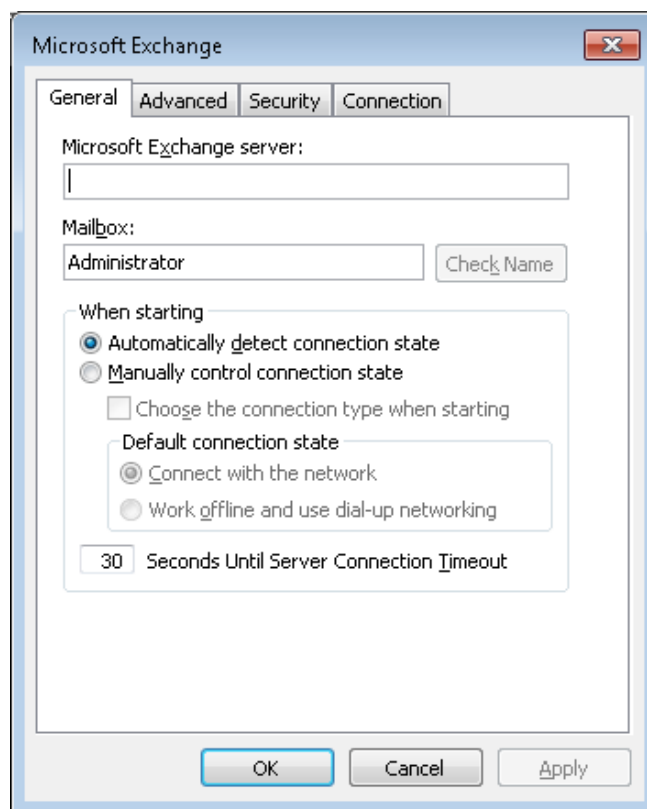 Microsoft Exchange
General Advanced Security Connection
Microsoft Exchange server:
Mailbox:
Administrator Check Name
When starting
Automatically detect connection state
Manually control connection state
Choose the connection type when starting
Default connection state
Connect with the network
Work offline and use dial-up networking
30 Seconds Until Server Connection Timeout
OK Cancel Apply